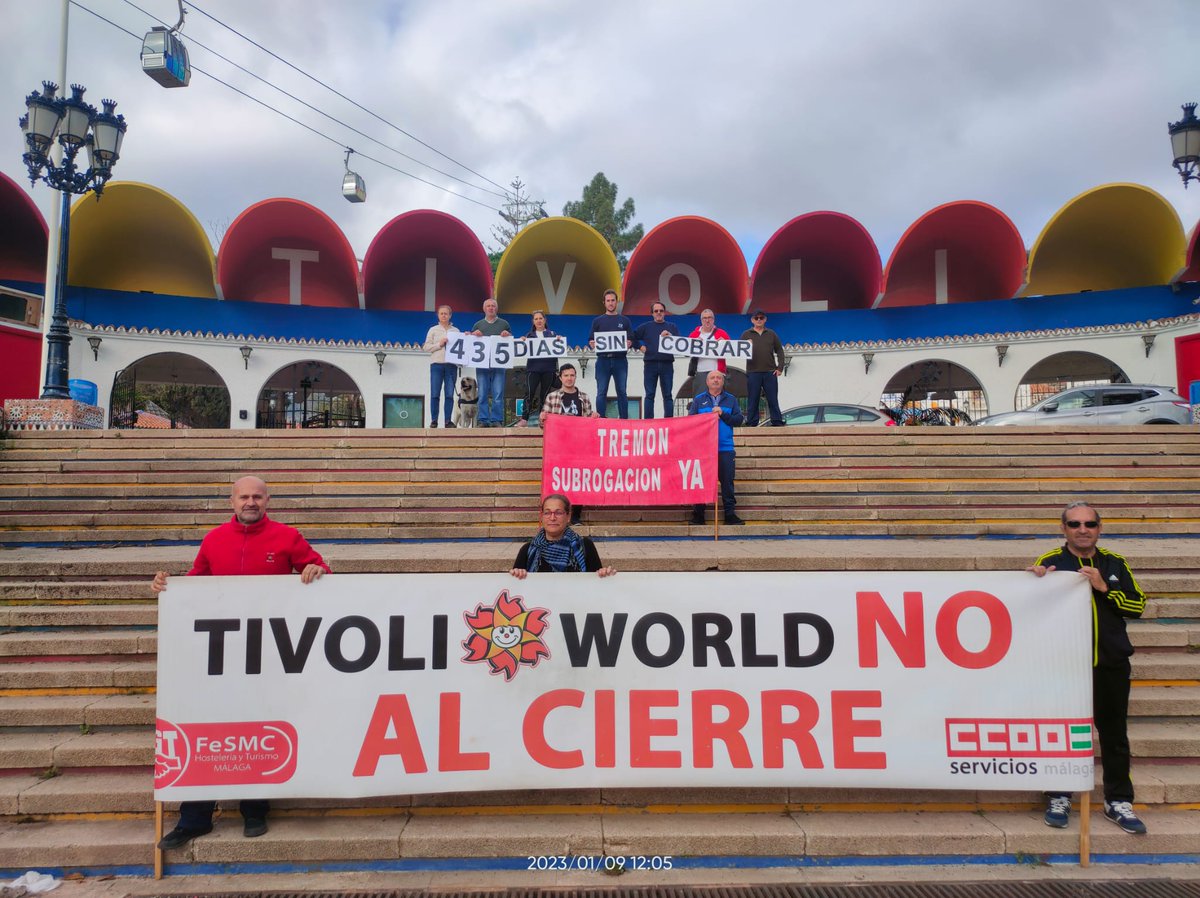 TIVOLI
435 DIAS SIN COBRAR
TREMON
SUBROGACION YA
TIVOLI WORLD NO
AL CIERRE
FeSMC
Hostelería y Turismo
MÁLAGA
CCOO
servicios málaga
2023/01/09 12:05